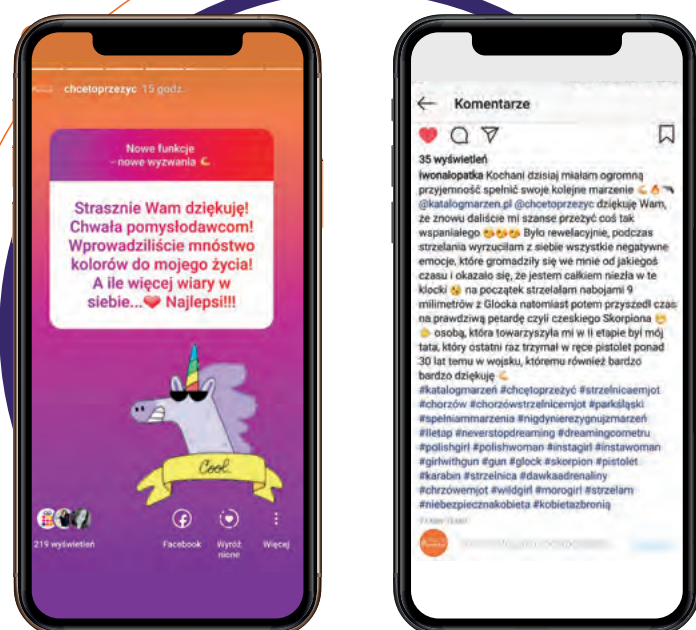 chcetoprzezyc 15 godz.
Nowe funkcje
– nowe wyzwania
Strasznie Wam dziękuję!
Chwała pomysłodawcom!
Wprowadziliście mnóstwo
kolorów do mojego życia!
A ile więcej wiary w
siebie... Najlepsi!!!
Cool.
219 wyświetleń
Facebook
Wyróż
nione
Więcej
Komentarze
35 wyświetleń
iwonalopatka Kochani dzisiaj miałam ogromną
przyjemność spełnić swoje kolejne marzenie
@katalogmarzen.pl @chcetoprzezyc dziękuję Wam,
że znowu daliście mi szanse przeżyć coś tak
wspaniałego Było rewelacyjnie, podczas
strzelania wyrzuciłam z siebie wszystkie negatywne
emocje, które gromadziły się we mnie od jakiegoś
czasu i okazało się, że jestem całkiem niezła w te
klocki na początek strzelałam nabojami 9
milimetrów z Glocka natomiast potem przyszedł czas
na prawdziwą petardę czyli czeskiego Skorpiona
osobą, która towarzyszyła mi w II etapie był mój
tata, który ostatni raz trzymał w ręce pistolet ponad
30 lat temu w wojsku, któremu również bardzo
bardzo dziękuję
#katalogmarzeń #chcętoprzeżyć #strzelnicaemjot
#chorzów #chorzówstrzelnicemjot #parkśląski
#spełniammarzenia #nigdynierezygnujzmarzeń
#IIetap #neverstopdreaming #dreamingcometru
#polishgirl #polishwoman #instagirl #instawoman
#girlwithgun #gun #glock #skorpion #pistolet
#karabin #strzelnica #dawkaadrenaliny
#chrzówemjot #wildgirl #morogirl #strzelam
#niebezpiecznakobieta #kobietazbronią